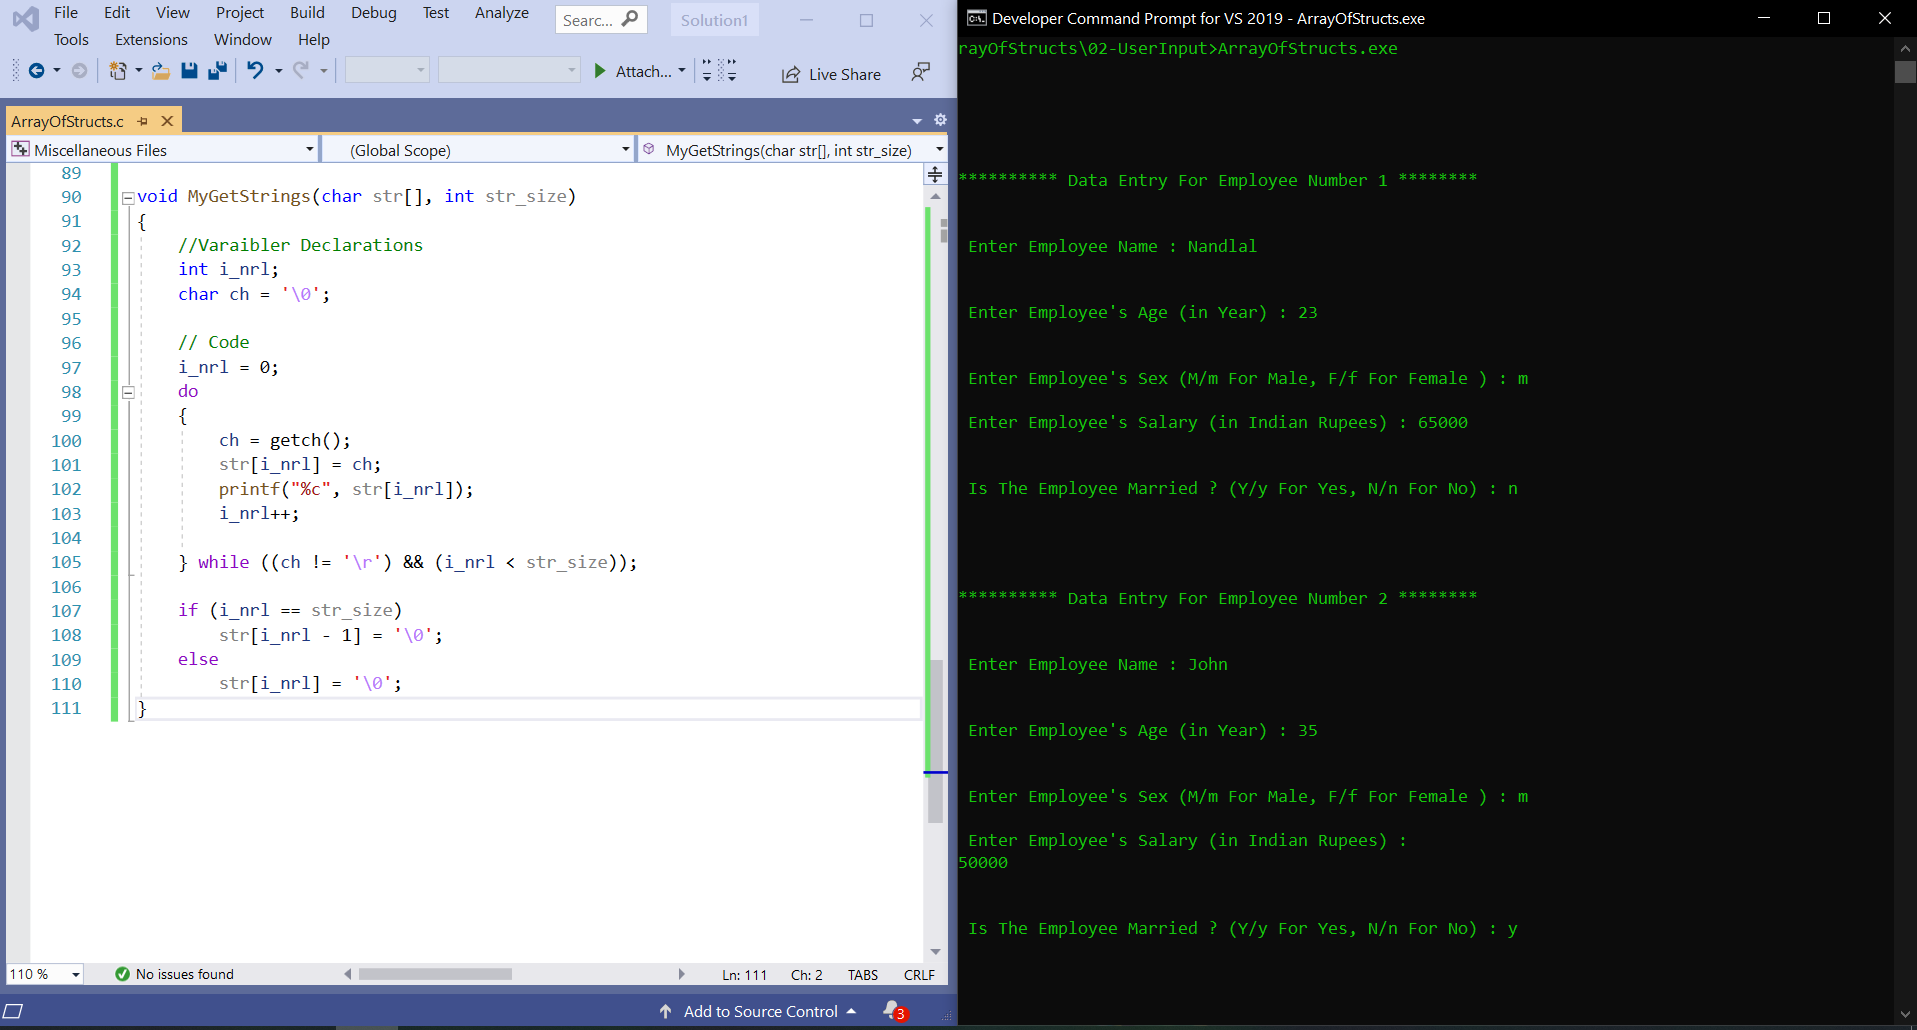 File Edit View Project Build Debug Test Analyze Searc... Solution1
Tools Extensions Window Help
Attach... Live Share
ArrayOfStructs.c
Miscellaneous Files (Global Scope) MyGetStrings(char str[], int str_size)
89
90 void MyGetStrings(char str[], int str_size)
91 {
92 //Varaibler Declarations
93 int i_nrl;
94 char ch = '\0';
95
96 // Code
97 i_nrl = 0;
98 do
99 {
100 ch = getch();
101 str[i_nrl] = ch;
102 printf("%c", str[i_nrl]);
103 i_nrl++;
104
105 } while ((ch != '\r') && (i_nrl < str_size));
106
107 if (i_nrl == str_size)
108 str[i_nrl - 1] = '\0';
109 else
110 str[i_nrl] = '\0';
111 }
110 % No issues found Ln: 111 Ch: 2 TABS CRLF
Add to Source Control 3
C:\. Developer Command Prompt for VS 2019 - ArrayOfStructs.exe
rayOfStructs\02-UserInput>ArrayOfStructs.exe
********** Data Entry For Employee Number 1 ********
Enter Employee Name : Nandlal
Enter Employee's Age (in Year) : 23
Enter Employee's Sex (M/m For Male, F/f For Female ) : m
Enter Employee's Salary (in Indian Rupees) : 65000
Is The Employee Married ? (Y/y For Yes, N/n For No) : n
********** Data Entry For Employee Number 2 ********
Enter Employee Name : John
Enter Employee's Age (in Year) : 35
Enter Employee's Sex (M/m For Male, F/f For Female ) : m
Enter Employee's Salary (in Indian Rupees) :
50000
Is The Employee Married ? (Y/y For Yes, N/n For No) : y